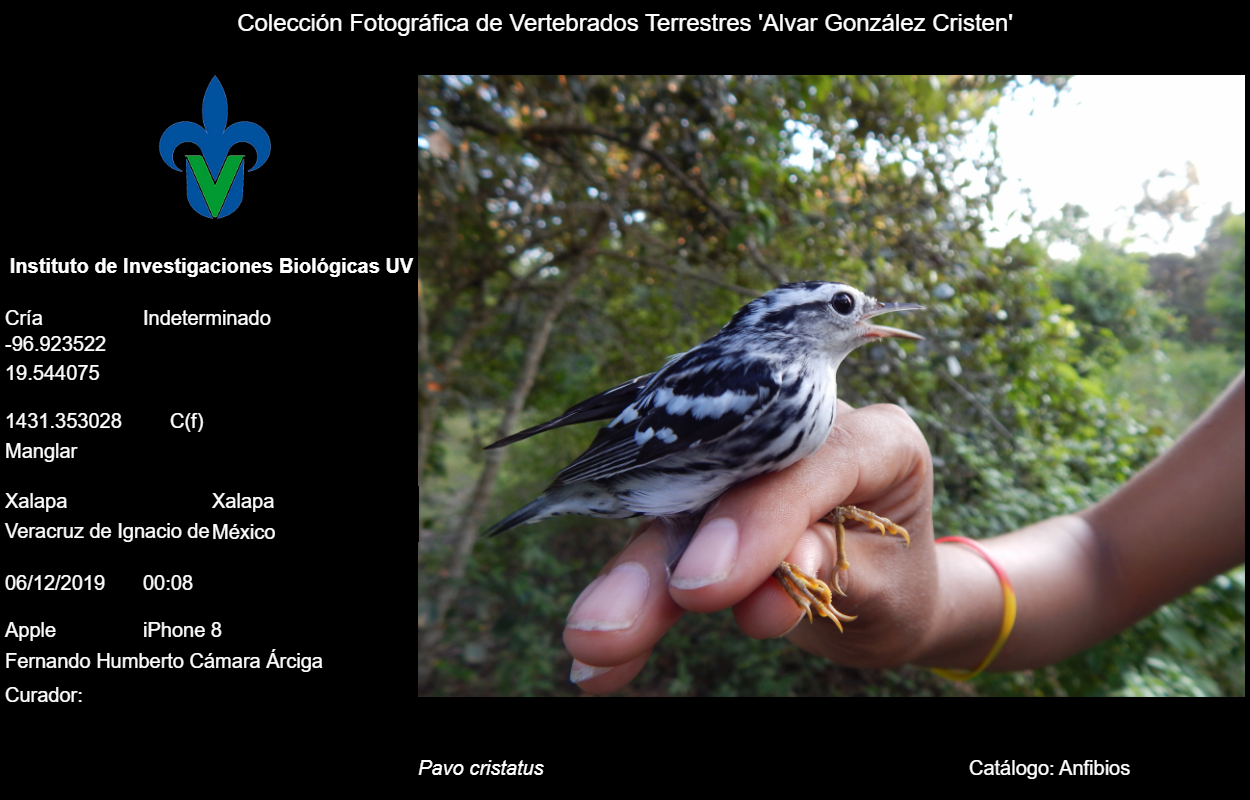 Colección Fotográfica de Vertebrados Terrestres 'Alvar González Cristen'
V
Instituto de Investigaciones Biológicas UV
Cría Indeterminado
-96.923522
19.544075
1431.353028 C(f)
Manglar
Xalapa Xalapa
Veracruz de Ignacio de México
06/12/2019 00:08
Apple iPhone 8
Fernando Humberto Cámara Árciga
Curador:
Pavo cristatus Catálogo: Anfibios